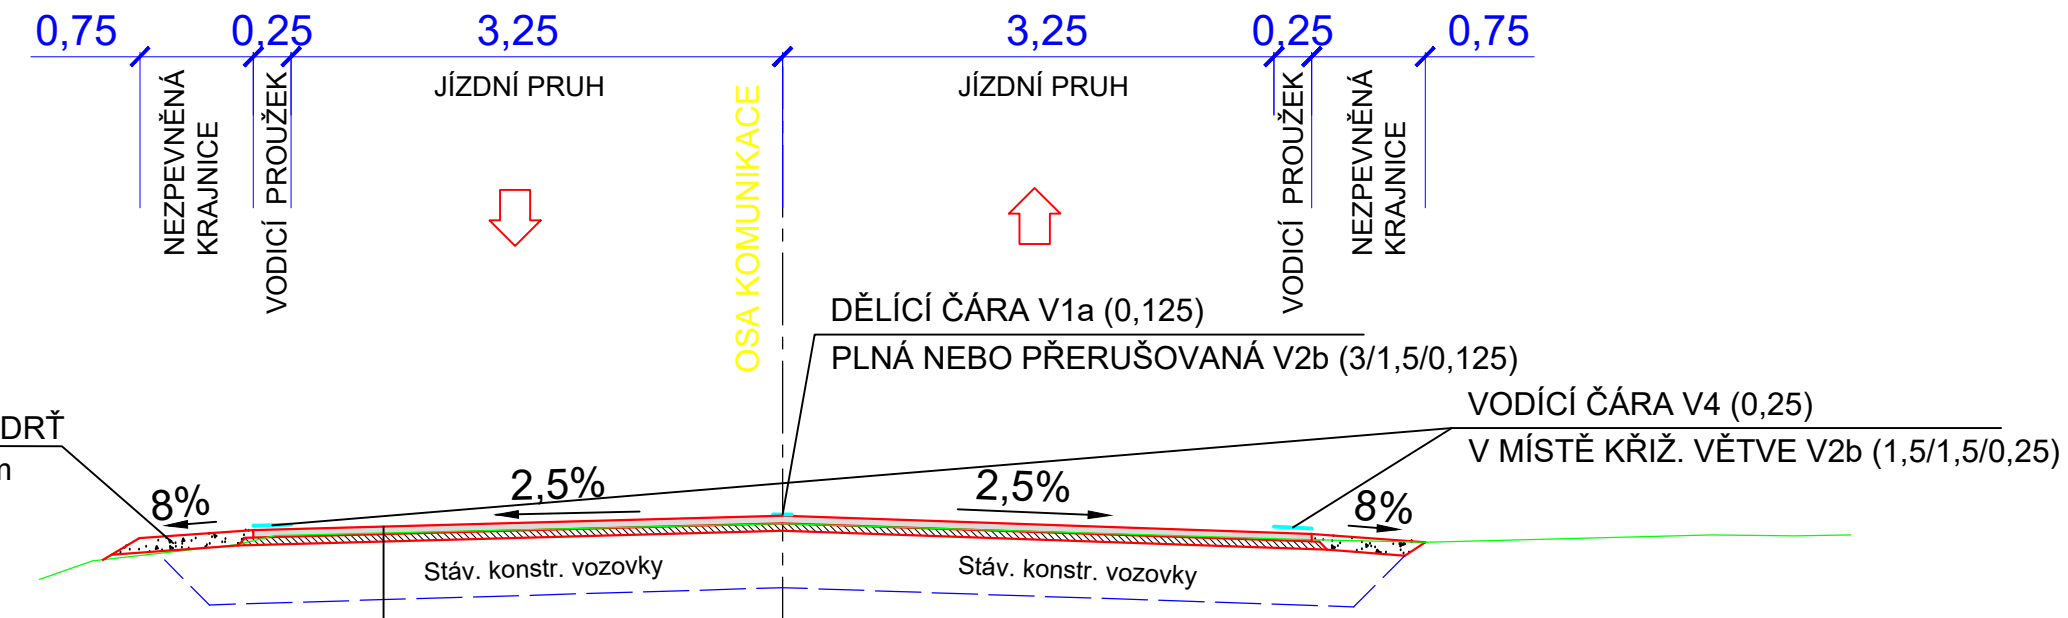 0,75 0,25 3,25 3,25 0,25 0,75
NEZPEVNĚNÁ
KRAJNICE
VODICÍ PROUŽEK
JÍZDNÍ PRUH
OSA KOMUNIKACE
JÍZDNÍ PRUH
VODICÍ PROUŽEK
NEZPEVNĚNÁ
KRAJNICE
DĚLÍCÍ ČÁRA V1a (0,125)
PLNÁ NEBO PŘERUŠOVANÁ V2b (3/1,5/0,125)
VODÍCÍ ČÁRA V4 (0,25)
V MÍSTĚ KŘIŽ. VĚTVE V2b (1,5/1,5/0,25)
DRŤ
8% 2,5% 2,5% 8%
Stáv. konstr. vozovky
Stáv. konstr. vozovky